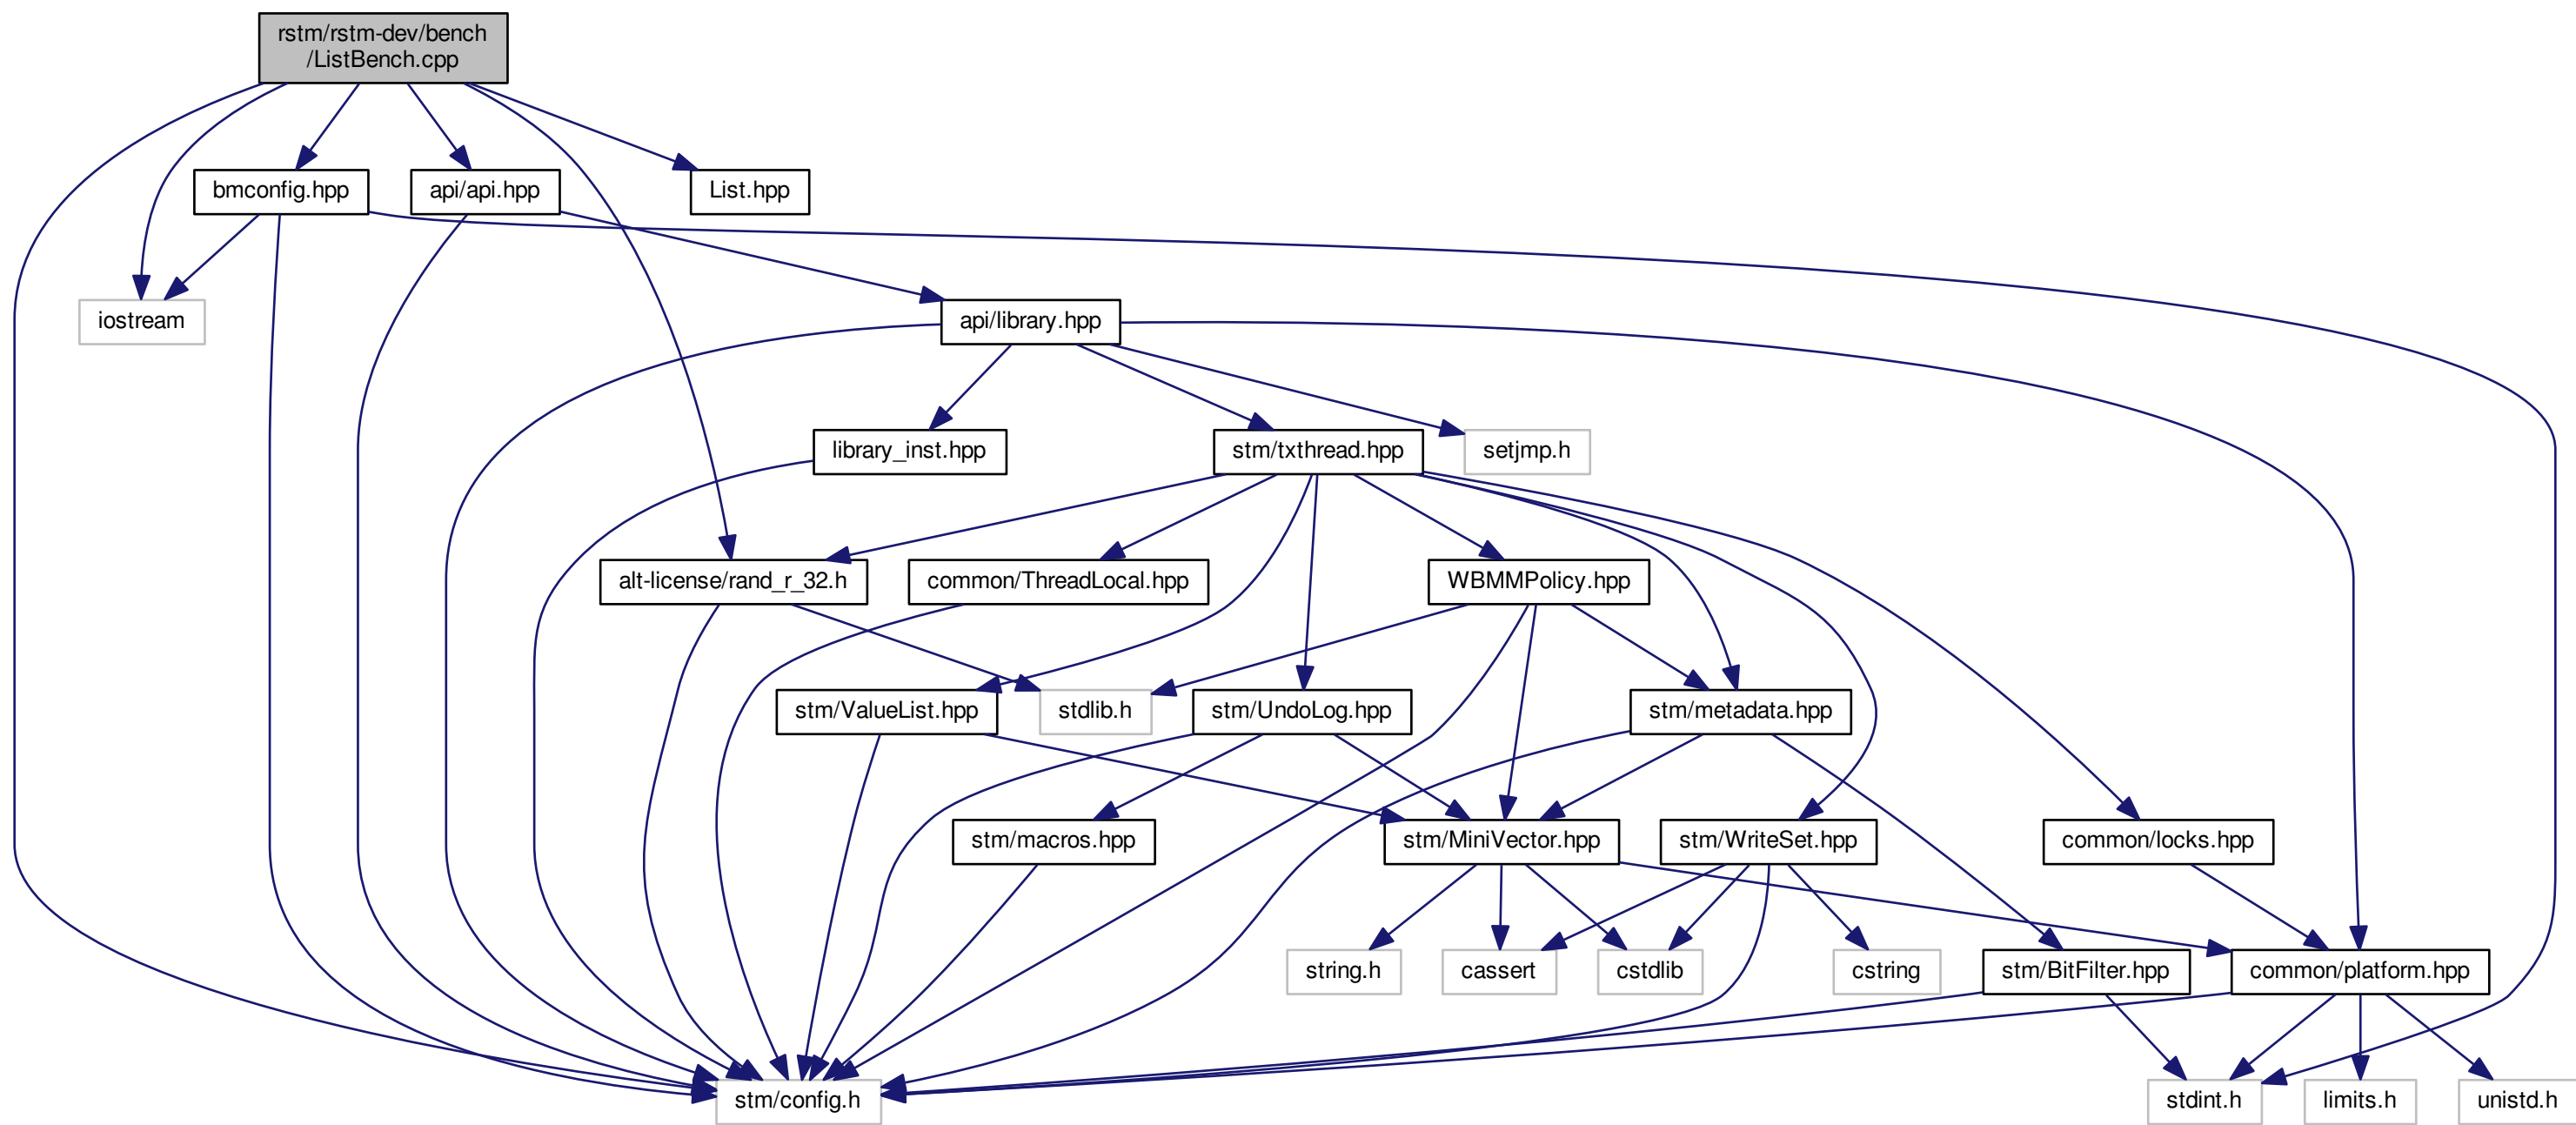 rstm/rstm-dev/bench
/ListBench.cpp
bmconfig.hpp
api/api.hpp
List.hpp
iostream
api/library.hpp
library_inst.hpp
stm/txthread.hpp
setjmp.h
alt-license/rand_r_32.h
common/ThreadLocal.hpp
WBMMPolicy.hpp
stm/ValueList.hpp
stdlib.h
stm/UndoLog.hpp
stm/metadata.hpp
stm/macros.hpp
stm/MiniVector.hpp
stm/WriteSet.hpp
common/locks.hpp
string.h
cassert
cstdlib
cstring
stm/BitFilter.hpp
common/platform.hpp
stm/config.h
stdint.h
limits.h
unistd.h